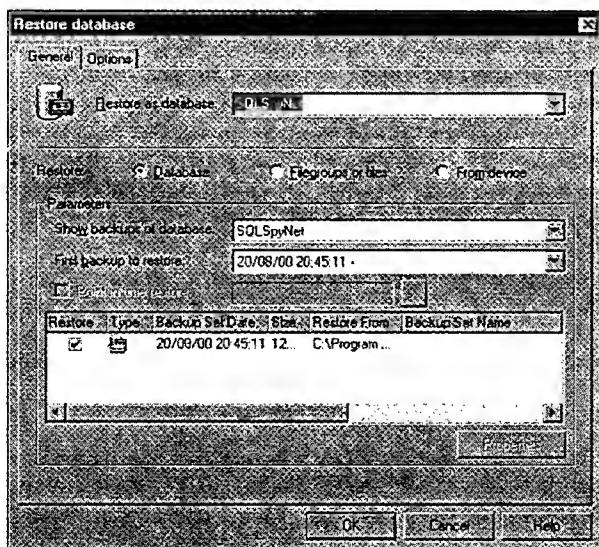 Restore database
General Options
Restore as database:
Restore: Database Filegroups or files From device
Parameters
Show backups of database: SQLSpyNet
First backup to restore: 20/08/00 20:45:11 -
Restore Type Backup Set Date Size Restore From Backup Set Name
20/08/00 20:45:11 12... C:\Program ...
Properties
OK Cancel Help